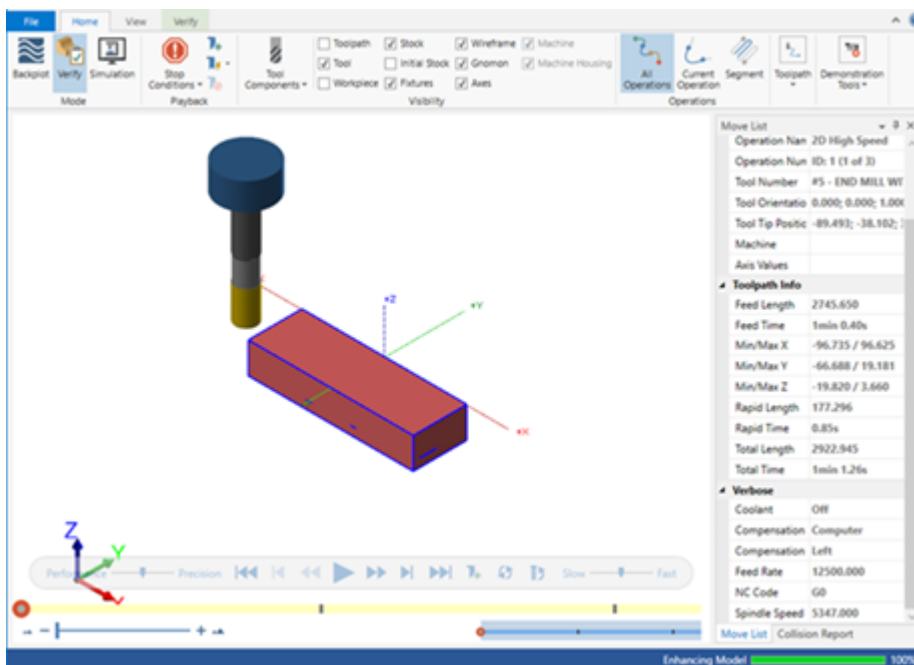 File Home View Verify
Toolpath Stock Wireframe Machine
Tool Initial Stock Gnomon Machine Housing
Workpiece Fixtures Axes
Backplot Verify Simulation Stop Conditions Tool Components All Operations Current Operation Segment Toolpath Demonstration Tools
Mode Playback Visibility Operations
Move List
Operation Nan 2D High Speed
Operation Nun ID: 1 (1 of 3)
Tool Number #5 - END MILL WI
Tool Orientatio 0.000; 0.000; 1.00
Tool Tip Positic -89.493; -38.102;
Machine
Axis Values
Toolpath Info
Feed Length 2745.650
Feed Time 1min 0.40s
Min/Max X -96.735 / 96.625
Min/Max Y -66.688 / 19.181
Min/Max Z -19.820 / 3.660
Rapid Length 177.296
Rapid Time 0.85s
Total Length 2922.945
Total Time 1min 1.26s
Verbose
Coolant Off
Compensation Computer
Compensation Left
Feed Rate 12500.000
NC Code G0
Spindle Speed 5347.000
Move List Collision Report
+Z
+Y
+X
Z
Y
Performance Precision Slow Fast
Enhancing Model 100%